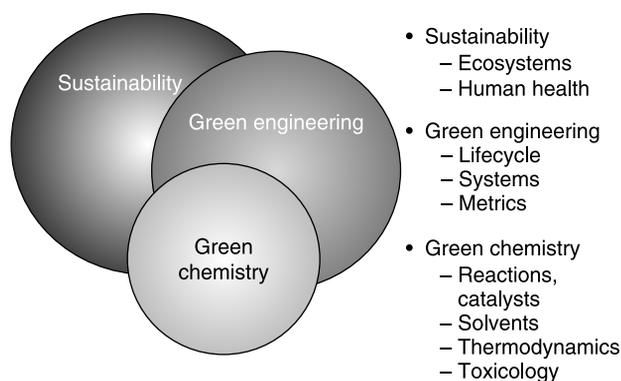 Sustainability
Green engineering
Green
chemistry
• Sustainability
– Ecosystems
– Human health
• Green engineering
– Lifecycle
– Systems
– Metrics
• Green chemistry
– Reactions,
catalysts
– Solvents
– Thermodynamics
– Toxicology